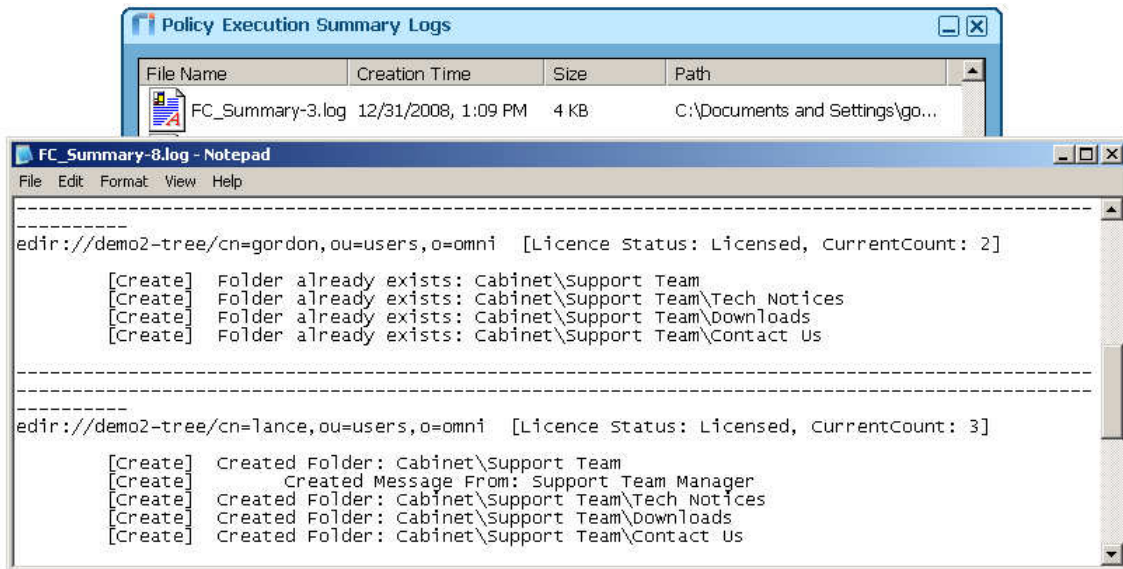 Policy Execution Summary Logs
File Name Creation Time Size Path
FC_Summary-3.log 12/31/2008, 1:09 PM 4 KB C:\Documents and Settings\go...
FC_Summary-8.log - Notepad
File Edit Format View Help
------------------------------------------------------------------------------------------------
----------
edir://demo2-tree/cn=gordon,ou=users,o=omni [Licence Status: Licensed, CurrentCount: 2]
[Create] Folder already exists: Cabinet\Support Team
[Create] Folder already exists: Cabinet\Support Team\Tech Notices
[Create] Folder already exists: Cabinet\Support Team\Downloads
[Create] Folder already exists: Cabinet\Support Team\Contact Us
------------------------------------------------------------------------------------------------
------------------------------------------------------------------------------------------------
----------
edir://demo2-tree/cn=lance,ou=users,o=omni [Licence Status: Licensed, CurrentCount: 3]
[Create] Created Folder: Cabinet\Support Team
[Create] Created Message From: Support Team Manager
[Create] Created Folder: Cabinet\Support Team\Tech Notices
[Create] Created Folder: Cabinet\Support Team\Downloads
[Create] Created Folder: Cabinet\Support Team\Contact Us